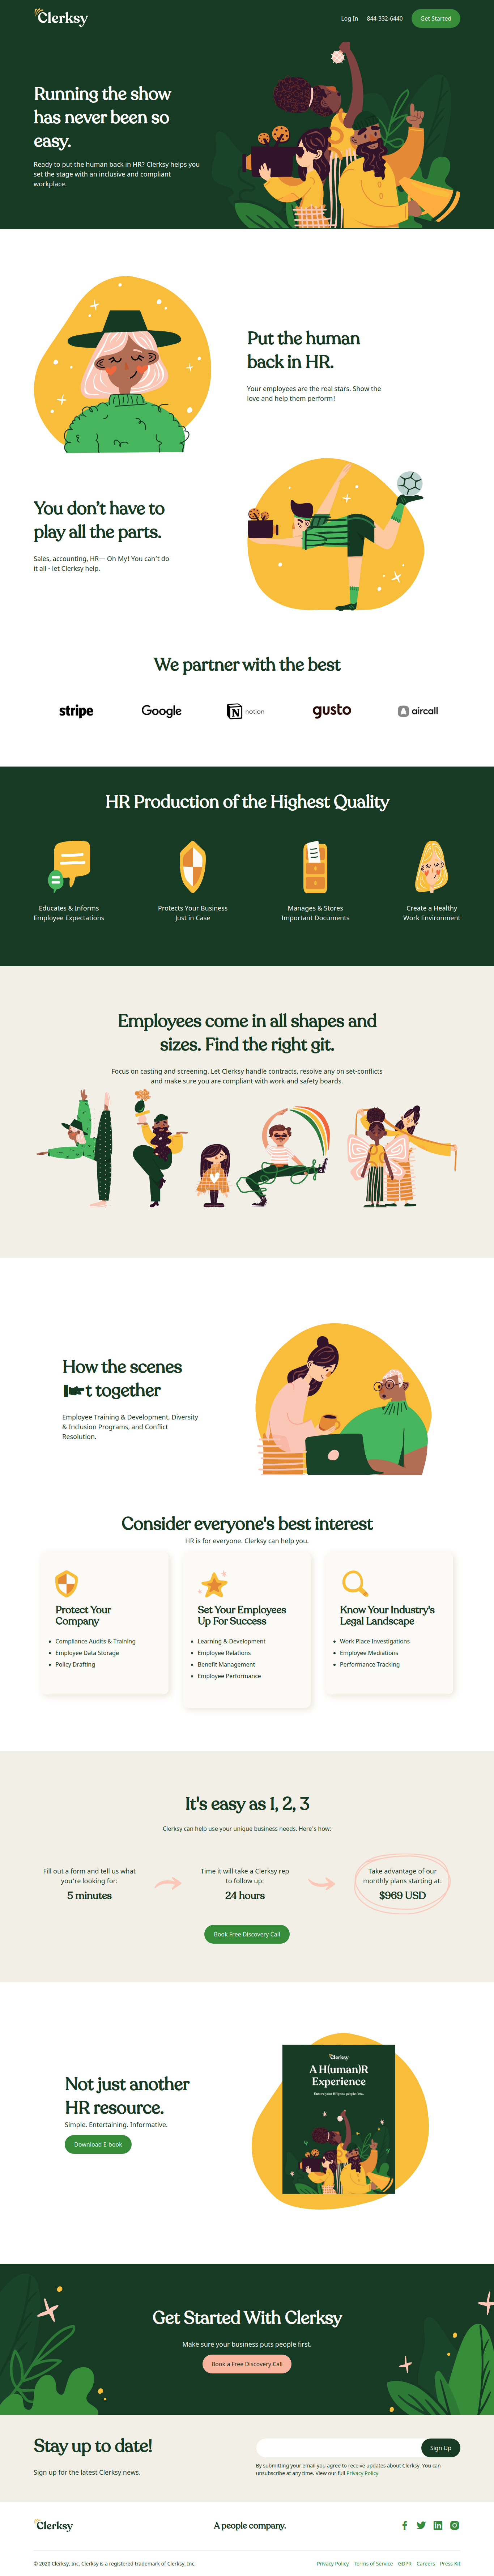 Clerksy
Log In
844-332-6440
Get Started
Running the show
has never been so
easy.
Ready to put the human back in HR? Clerksy helps you
set the stage with an inclusive and compliant
workplace.
Put the human
back in HR.
Your employees are the real stars. Show the
love and help them perform!
You don't have to
play all the parts.
Sales, accounting, HR— Oh My! You can't do
it all - let Clerksy help.
We partner with the best
stripe
Google
notion
gusto
aircall
HR Production of the Highest Quality
Educates & Informs
Employee Expectations
Protects Your Business
Just in Case
Manages & Stores
Important Documents
Create a Healthy
Work Environment
Employees come in all shapes and
sizes. Find the right git.
Focus on casting and screening. Let Clerksy handle contracts, resolve any on set-conflicts
and make sure you are compliant with work and safety boards.
How the scenes
t together
Employee Training & Development, Diversity
& Inclusion Programs, and Conflict
Resolution.
Consider everyone's best interest
HR is for everyone. Clerksy can help you.
Protect Your
Company
• Compliance Audits & Training
• Employee Data Storage
• Policy Drafting
Set Your Employees
Up For Success
• Learning & Development
• Employee Relations
• Benefit Management
• Employee Performance
Know Your Industry's
Legal Landscape
• Work Place Investigations
• Employee Mediations
• Performance Tracking
It's easy as 1, 2, 3
Clerksy can help use your unique business needs. Here's how:
Fill out a form and tell us what
you're looking for:
5 minutes
Time it will take a Clerksy rep
to follow up:
24 hours
Take advantage of our
monthly plans starting at:
$969 USD
Book Free Discovery Call
Not just another
HR resource.
Simple. Entertaining. Informative.
Download E-book
Clerksy
A H(uman)R
Experience
Get Started With Clerksy
Make sure your business puts people first.
Book a Free Discovery Call
Stay up to date!
Sign up for the latest Clerksy news.
Sign Up
By submitting your email you agree to receive updates about Clerksy. You can
unsubscribe at any time. View our full Privacy Policy
Clerksy
A people company.
© 2020 Clerksy, Inc. Clerksy is a registered trademark of Clerksy, Inc.
Privacy Policy
Terms of Service
GDPR
Careers
Press Kit